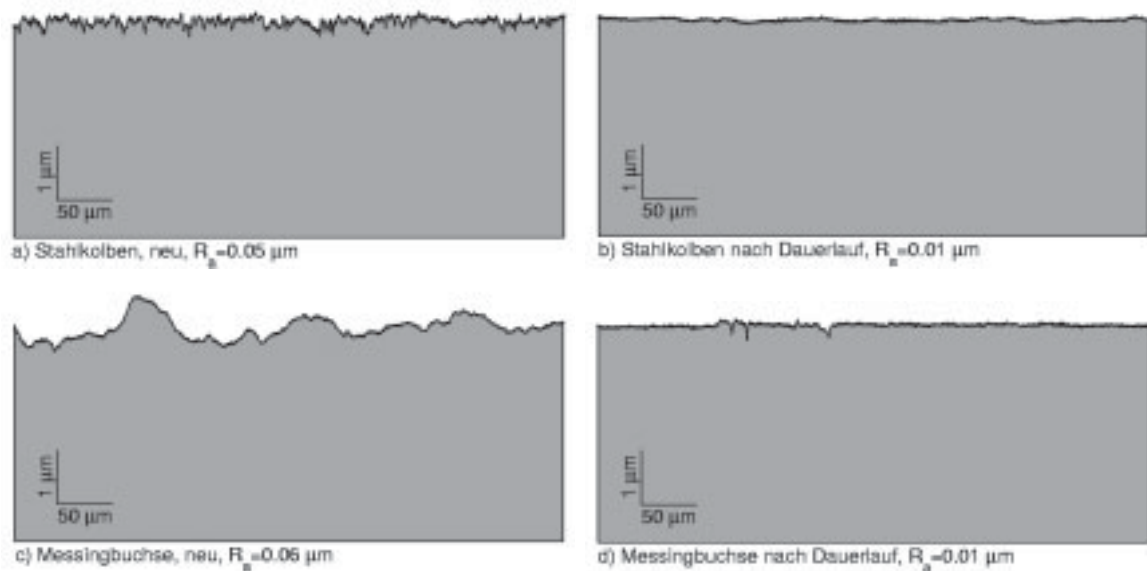 1 µm
50 µm
a) Stahlkolben, neu, Ra=0.05 µm
1 µm
50 µm
b) Stahlkolben nach Dauerlauf, Ra=0.01 µm
1 µm
50 µm
c) Messingbuchse, neu, Ra=0.06 µm
1 µm
50 µm
d) Messingbuchse nach Dauerlauf, Ra=0.01 µm